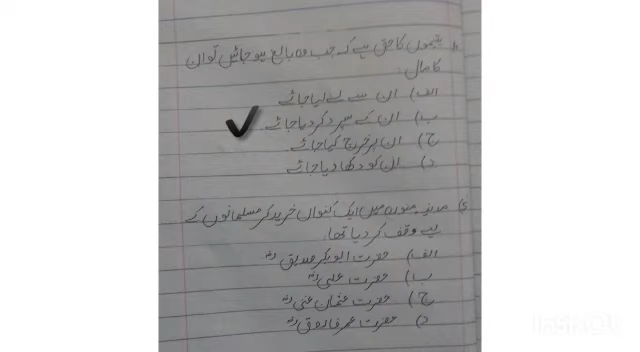 یتیموں کا حق ہے کہ جب وہ بالغ ہو جائیں تو ان
کا مال:
الف) ان سے لے لیا جائے
ب) ان کے سپرد کر دیا جائے
ج) ان پر خرچ کیا جائے
د) ان کو دکھا دیا جائے
مدینہ منورہ میں ایک کنواں خرید کر مسلمانوں کے
لیے وقف کر دیا تھا:
الف) حضرت ابوبکر صدیق رضہ
ب) حضرت علی رضہ
ج) حضرت عثمان غنی رضہ
د) حضرت عمر فاروق رضہ